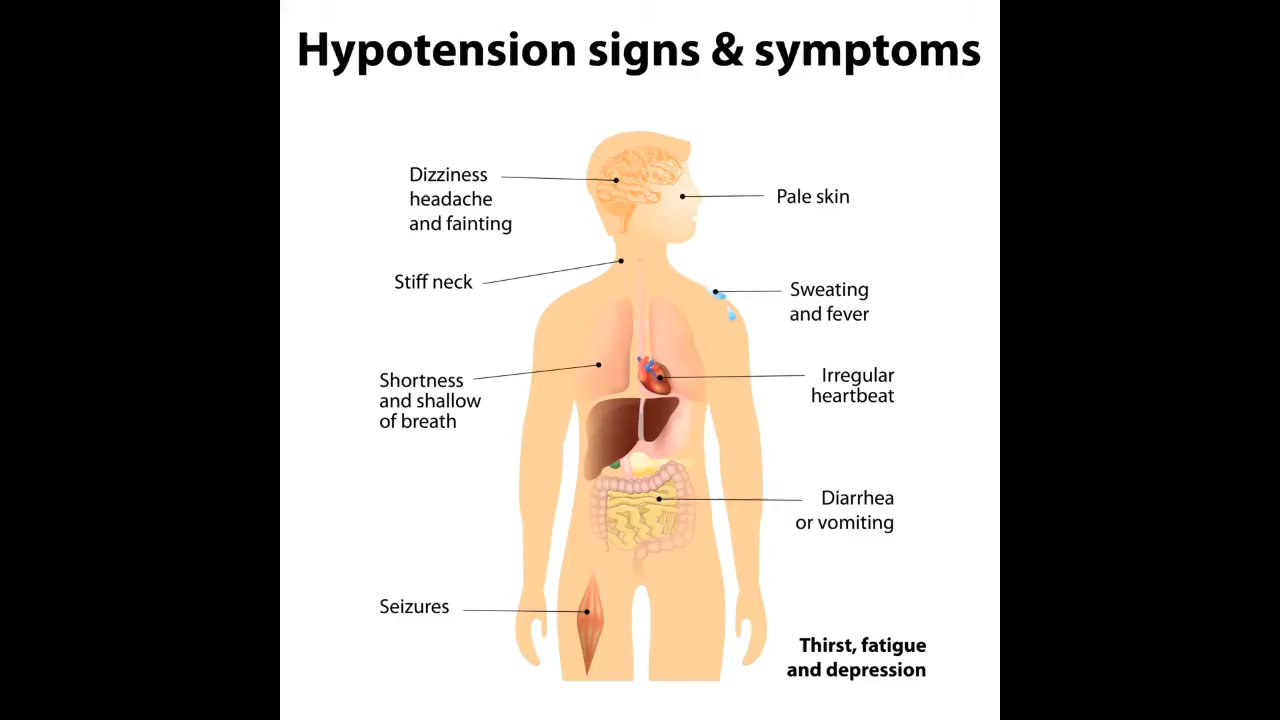 Hypotension signs & symptoms
Dizziness
headache
and fainting
Pale skin
Stiff neck
Sweating
and fever
Shortness
and shallow
of breath
Irregular
heartbeat
Diarrhea
or vomiting
Seizures
Thirst, fatigue
and depression